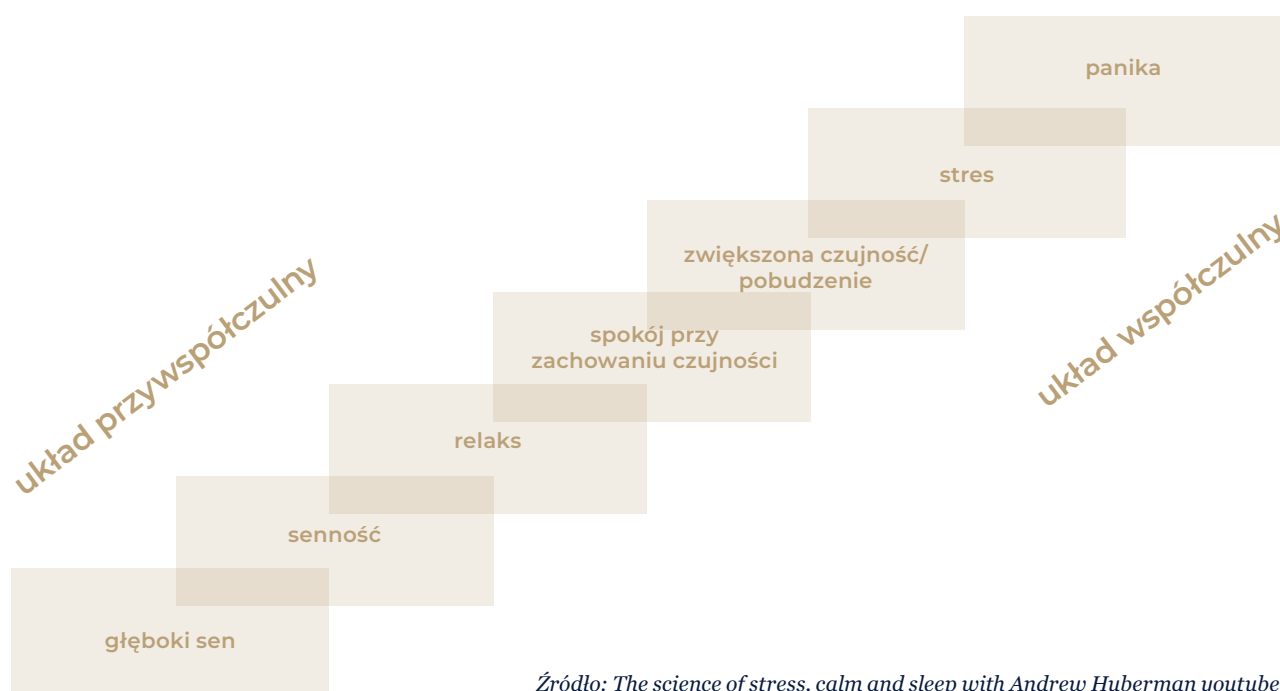 panika
stres
zwiększona czujność/
pobudzenie
układ współczulny
spokój przy
zachowaniu czujności
układ przywspółczulny
relaks
senność
głęboki sen
Źródło: The science of stress, calm and sleep with Andrew Huberman youtube